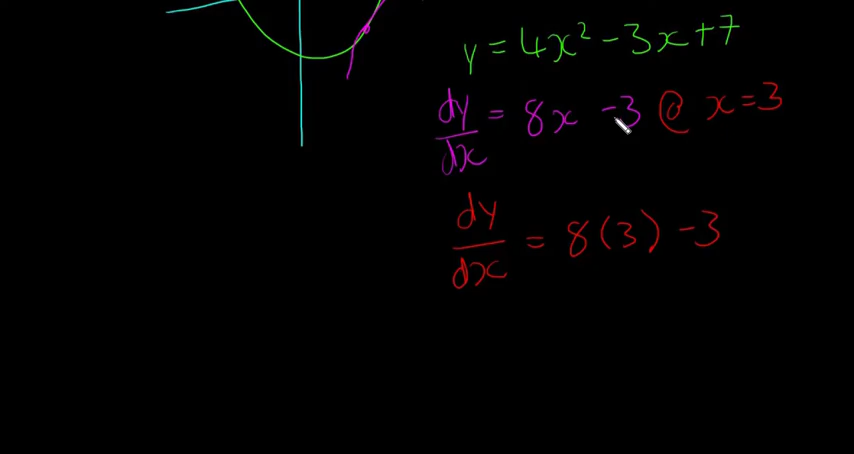 y = 4x² - 3x + 7
dy/dx = 8x - 3 @ x = 3
dy/dx = 8(3) - 3